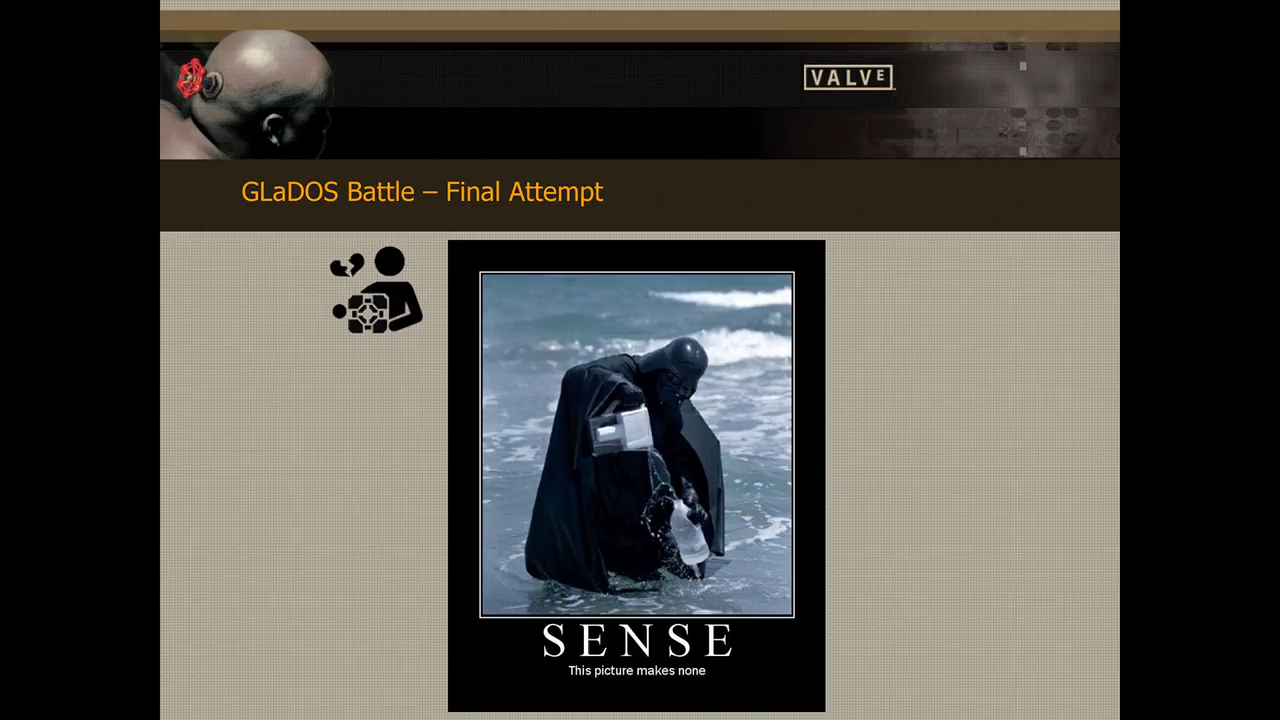 VALVE
GLaDOS Battle – Final Attempt
SENSE
This picture makes none